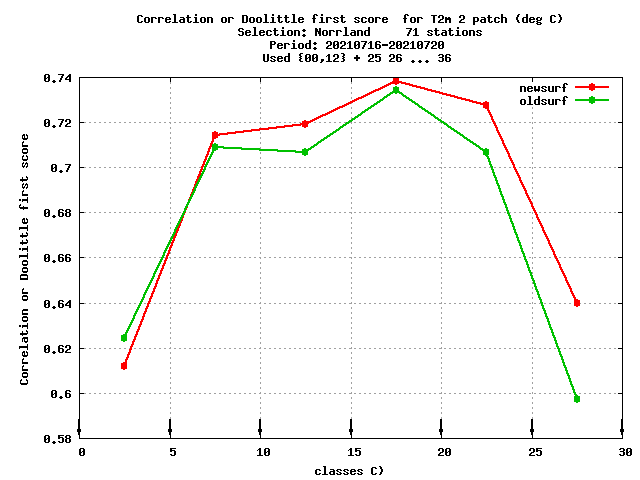 Correlation or Doolittle first score  for T2m 2 patch (deg C)
Selection: Norrland     71 stations
Period: 20210716-20210720
Used {00,12} + 25 26 ... 36
newsurf
oldsurf
Correlation or Doolittle first score
0.74
0.72
0.7
0.68
0.66
0.64
0.62
0.6
0.58
0 5 10 15 20 25 30
classes C)